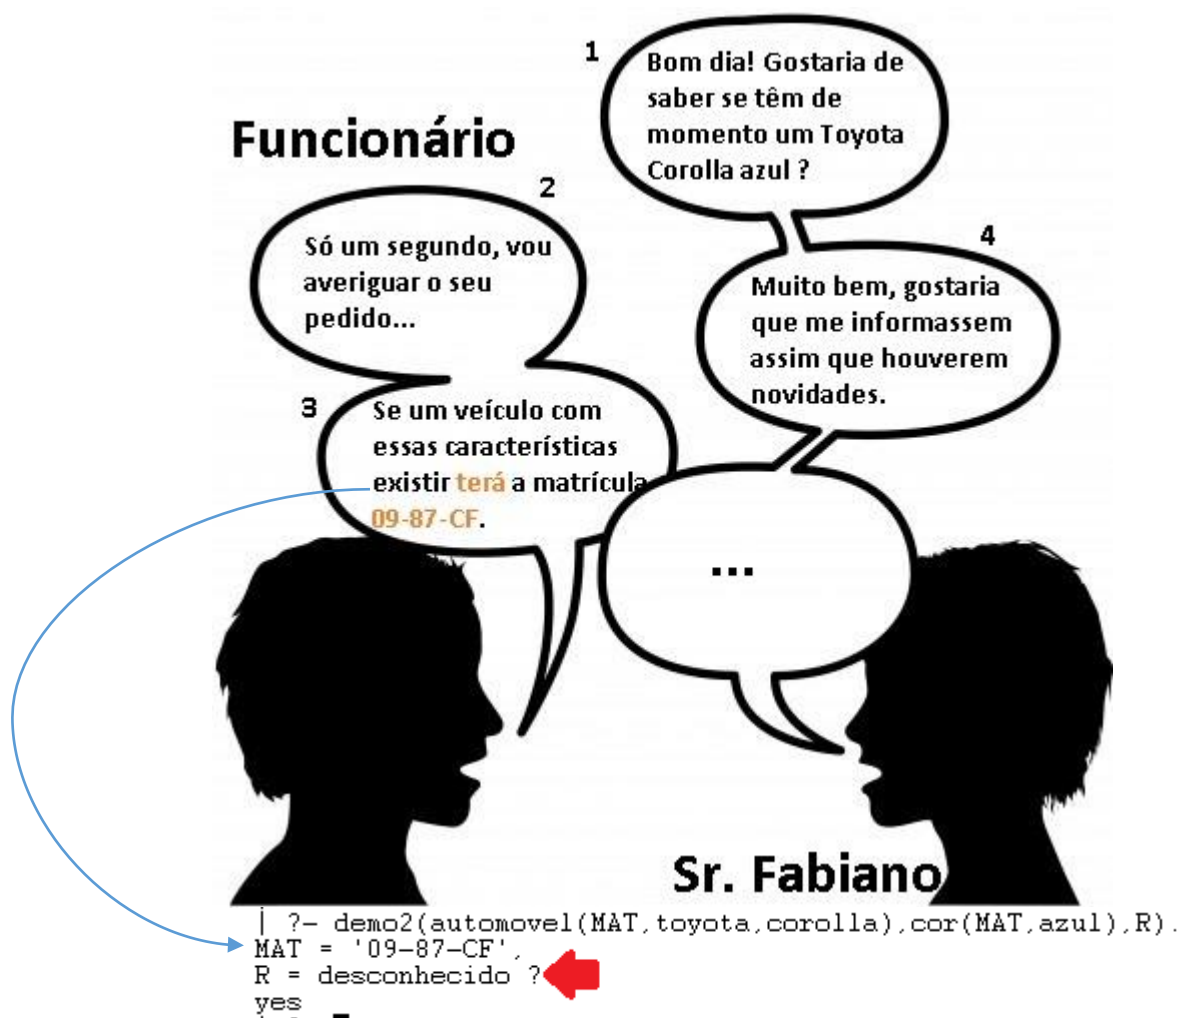 1
Bom dia! Gostaria de
saber se têm de
momento um Toyota
Corolla azul ?
Funcionário
2
Só um segundo, vou
averiguar o seu
pedido...
4
Muito bem, gostaria
que me informassem
assim que houverem
novidades.
3
Se um veículo com
essas características
existir terá a matrícula
09-87-CF.
...
Sr. Fabiano
| ?- demo2(automovel(MAT,toyota,corolla),cor(MAT,azul),R).
MAT = '09-87-CF',
R = desconhecido ?
yes